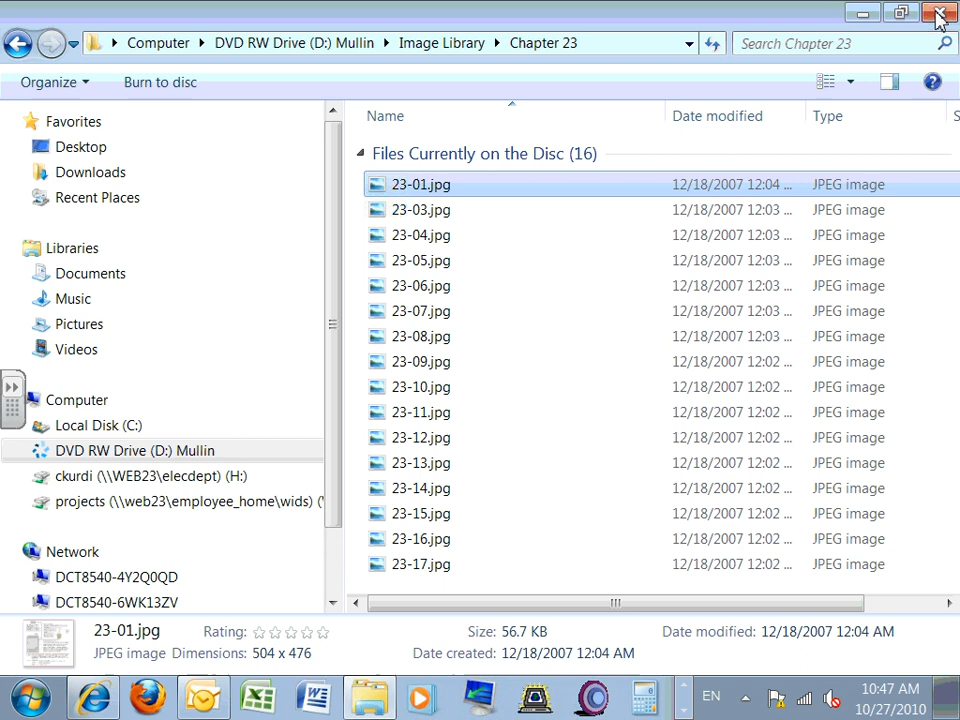 Computer ▸ DVD RW Drive (D:) Mullin ▸ Image Library ▸ Chapter 23
Search Chapter 23
Organize Burn to disc
Name Date modified Type S
Files Currently on the Disc (16)
23-01.jpg 12/18/2007 12:04 ... JPEG image
23-03.jpg 12/18/2007 12:03 ... JPEG image
23-04.jpg 12/18/2007 12:03 ... JPEG image
23-05.jpg 12/18/2007 12:03 ... JPEG image
23-06.jpg 12/18/2007 12:03 ... JPEG image
23-07.jpg 12/18/2007 12:03 ... JPEG image
23-08.jpg 12/18/2007 12:03 ... JPEG image
23-09.jpg 12/18/2007 12:02 ... JPEG image
23-10.jpg 12/18/2007 12:02 ... JPEG image
23-11.jpg 12/18/2007 12:02 ... JPEG image
23-12.jpg 12/18/2007 12:02 ... JPEG image
23-13.jpg 12/18/2007 12:02 ... JPEG image
23-14.jpg 12/18/2007 12:02 ... JPEG image
23-15.jpg 12/18/2007 12:02 ... JPEG image
23-16.jpg 12/18/2007 12:02 ... JPEG image
23-17.jpg 12/18/2007 12:02 ... JPEG image
Favorites
Desktop
Downloads
Recent Places
Libraries
Documents
Music
Pictures
Videos
Computer
Local Disk (C:)
DVD RW Drive (D:) Mullin
ckurdi (\\WEB23\elecdept) (H:)
projects (\\web23\employee_home\wids) (
Network
DCT8540-4Y2Q0QD
DCT8540-6WK13ZV
23-01.jpg Rating: Size: 56.7 KB Date modified: 12/18/2007 12:04 AM
JPEG image Dimensions: 504 x 476 Date created: 12/18/2007 12:04 AM
EN
10:47 AM
10/27/2010